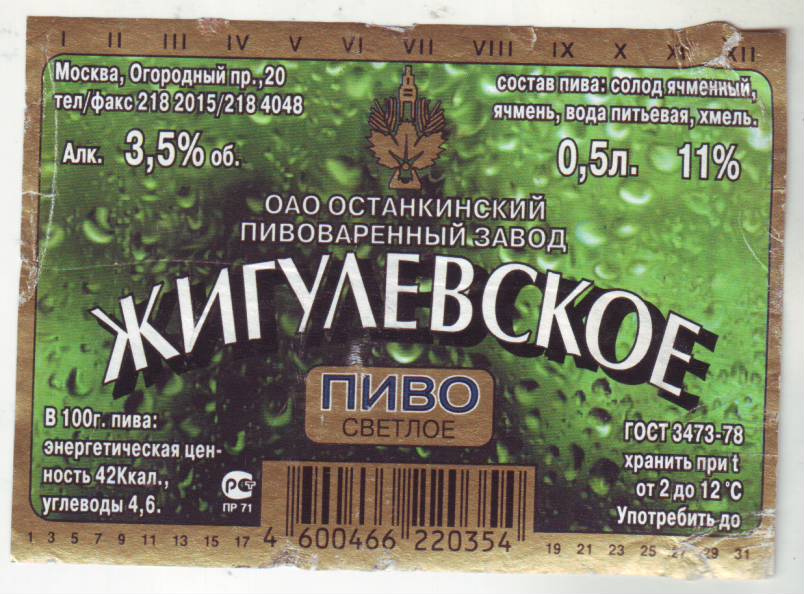 I II III IV V VI VII VIII IX X XI XII
Москва, Огородный пр.,20
тел/факс 218 2015/218 4048
Алк. 3,5% об.
состав пива: солод ячменный,
ячмень, вода питьевая, хмель.
0,5л. 11%
ОАО ОСТАНКИНСКИЙ
ПИВОВАРЕННЫЙ ЗАВОД
ЖИГУЛЕВСКОЕ
ПИВО
СВЕТЛОЕ
В 100г. пива:
энергетическая цен-
ность 42Ккал.,
углеводы 4,6.
РСТ
ПР 71
ГОСТ 3473-78
хранить при t
от 2 до 12 °С
Употребить до
4 600466 220354
1 3 5 7 9 11 13 15 17 19 21 23 25 27 29 31